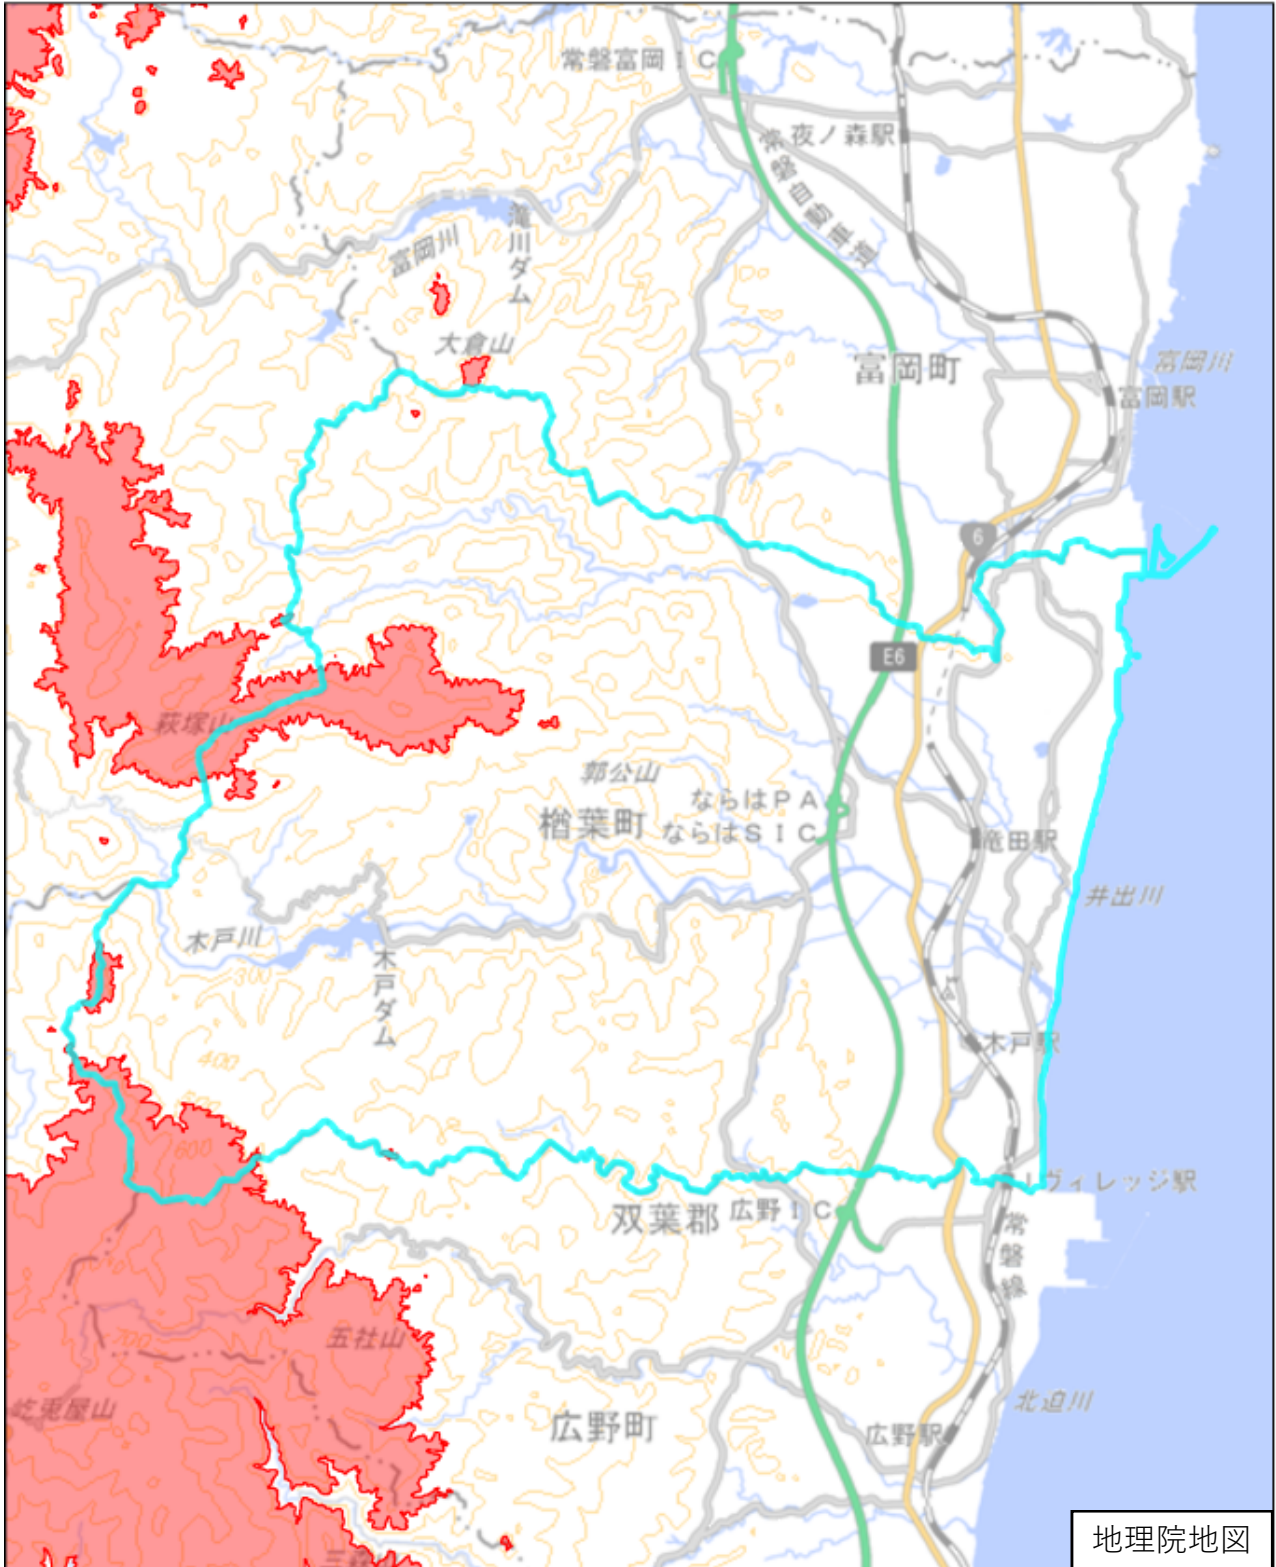 常磐富岡IC
夜ノ森駅
常磐自動車道
滝川ダム
富岡川
大倉山
富岡町
富岡川
富岡駅
6
E6
萩塚山
郭公山
ならはPA
楢葉町
ならはSIC
竜田駅
井出川
木戸川
300
木戸ダム
木戸駅
400
600
Jヴィレッジ駅
双葉郡
広野IC
常磐線
700
五社山
屹兎屋山
北迫川
広野町
広野駅
地理院地図